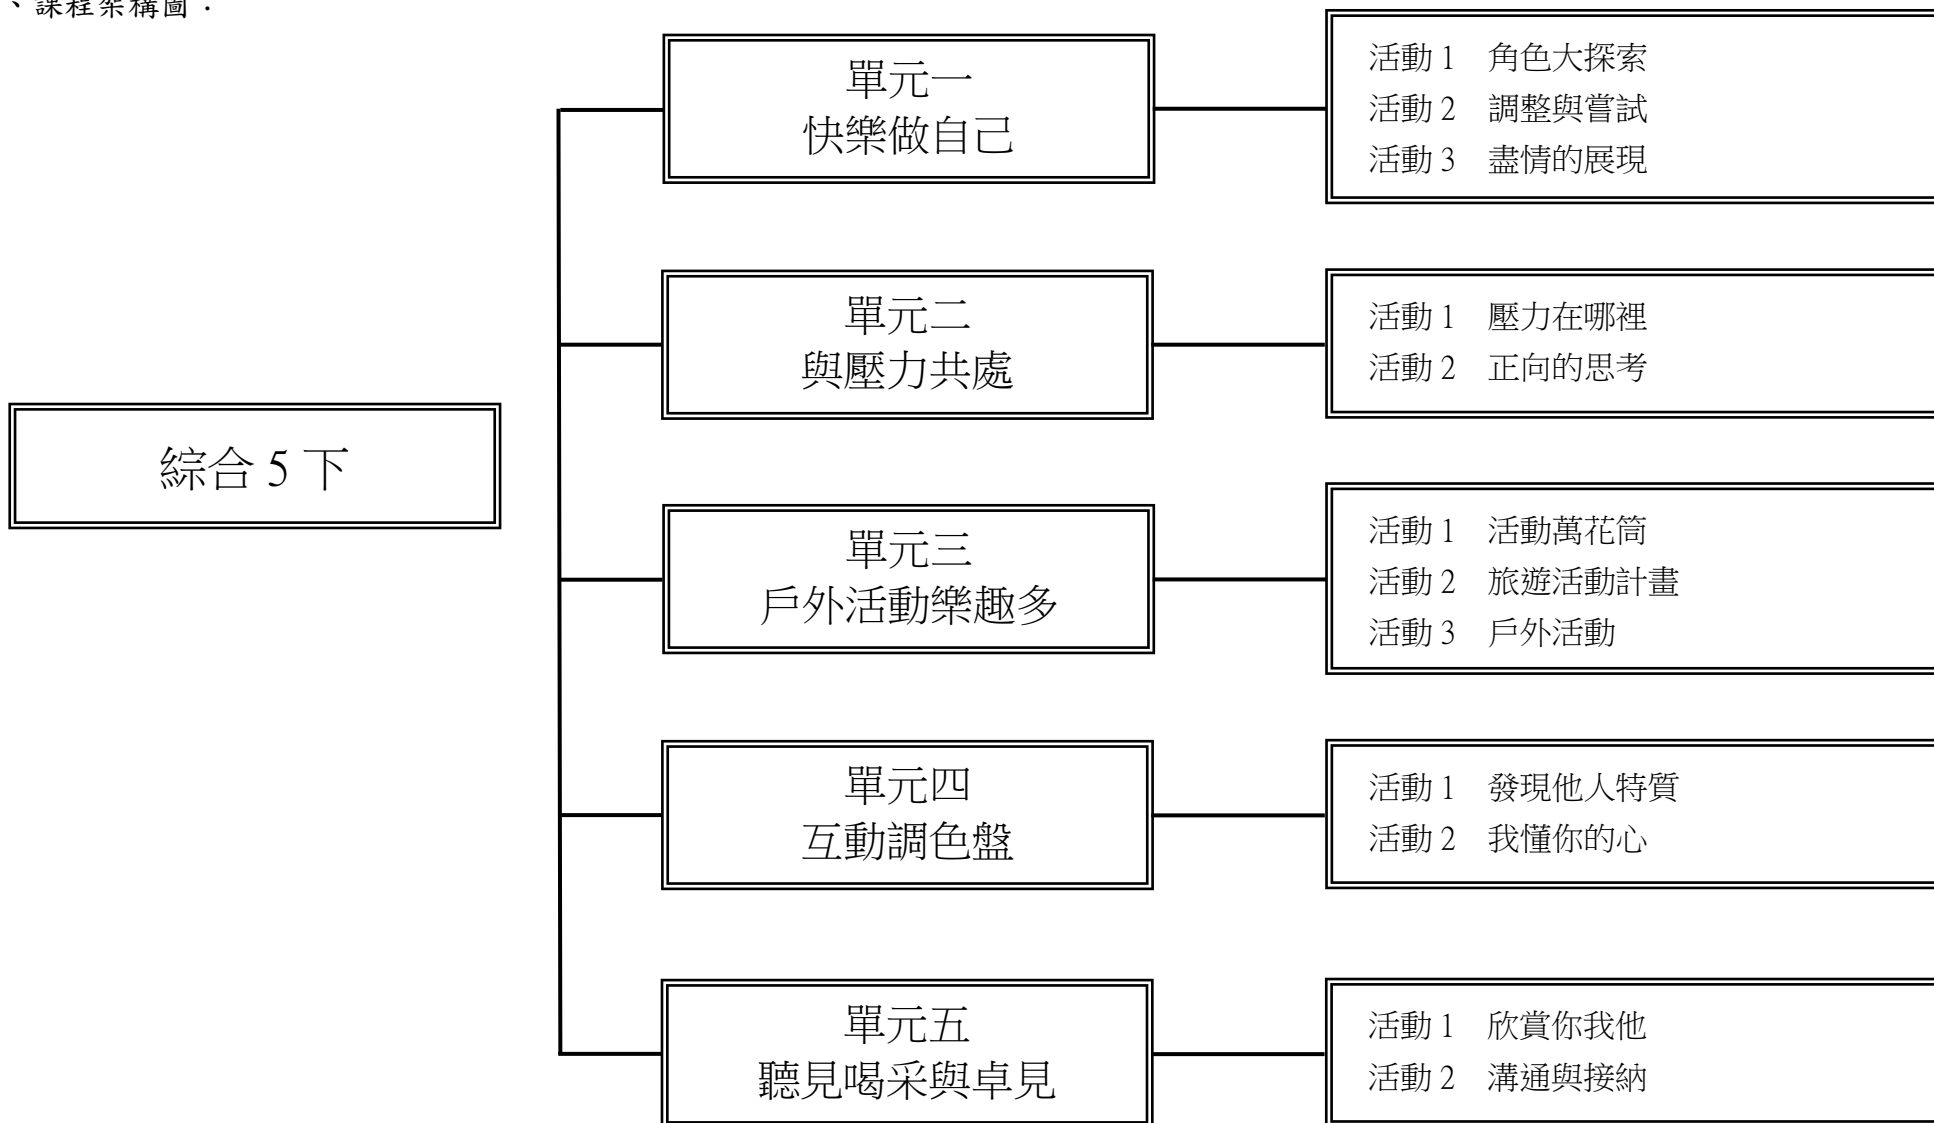 、課程架構圖：
綜合 5 下
單元一
快樂做自己
活動 1　角色大探索
活動 2　調整與嘗試
活動 3　盡情的展現
單元二
與壓力共處
活動 1　壓力在哪裡
活動 2　正向的思考
單元三
戶外活動樂趣多
活動 1　活動萬花筒
活動 2　旅遊活動計畫
活動 3　戶外活動
單元四
互動調色盤
活動 1　發現他人特質
活動 2　我懂你的心
單元五
聽見喝采與卓見
活動 1　欣賞你我他
活動 2　溝通與接納